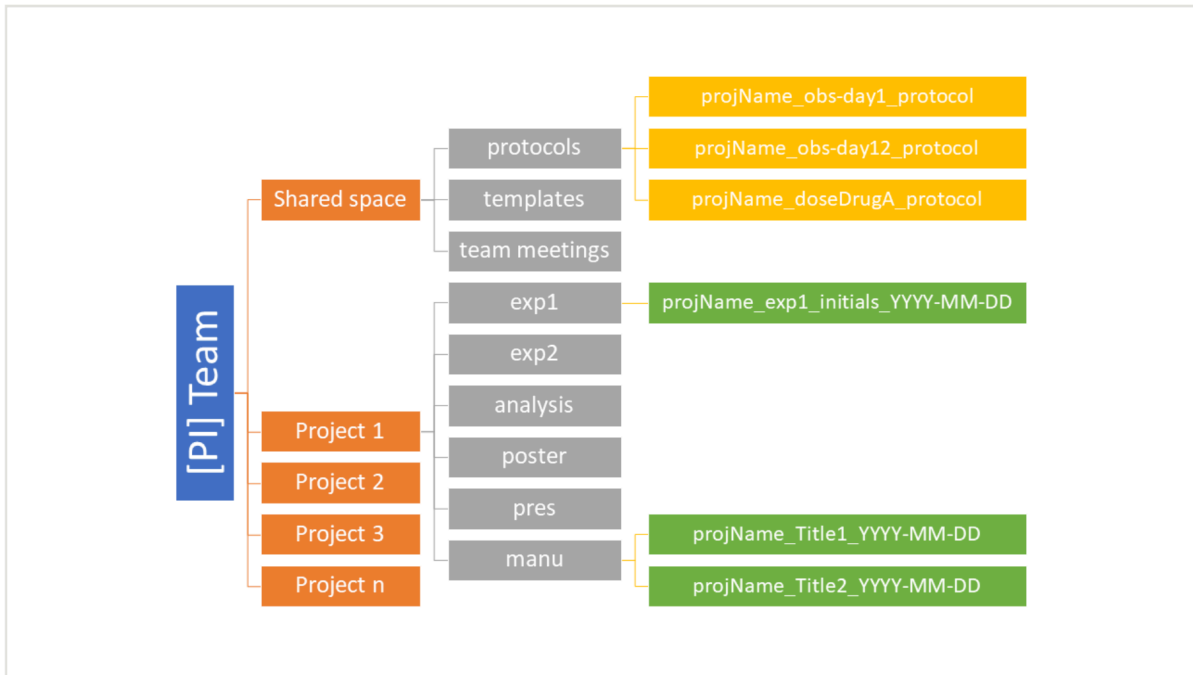 [PI] Team
Shared space
protocols
projName_obs-day1_protocol
projName_obs-day12_protocol
projName_doseDrugA_protocol
templates
team meetings
Project 1
exp1
projName_exp1_initials_YYYY-MM-DD
exp2
analysis
poster
pres
manu
projName_Title1_YYYY-MM-DD
projName_Title2_YYYY-MM-DD
Project 2
Project 3
Project n